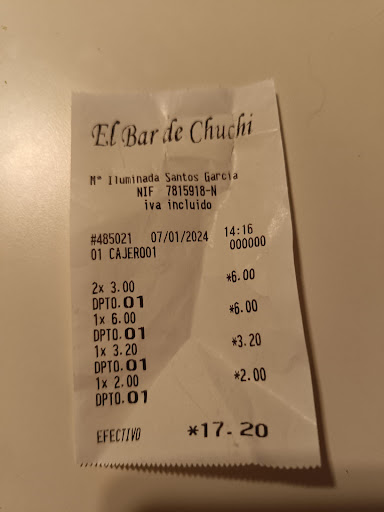 El Bar de Chuchi
Mª Iluminada Santos Garcia
NIF 7815918-N
iva incluido
#485021 07/01/2024 14:16
01 CAJERO01 000000
2x 3.00 *6.00
DPTO.01
1x 6.00 *6.00
DPTO.01
1x 3.20 *3.20
DPTO.01
1x 2.00 *2.00
DPTO.01
EFECTIVO *17.20